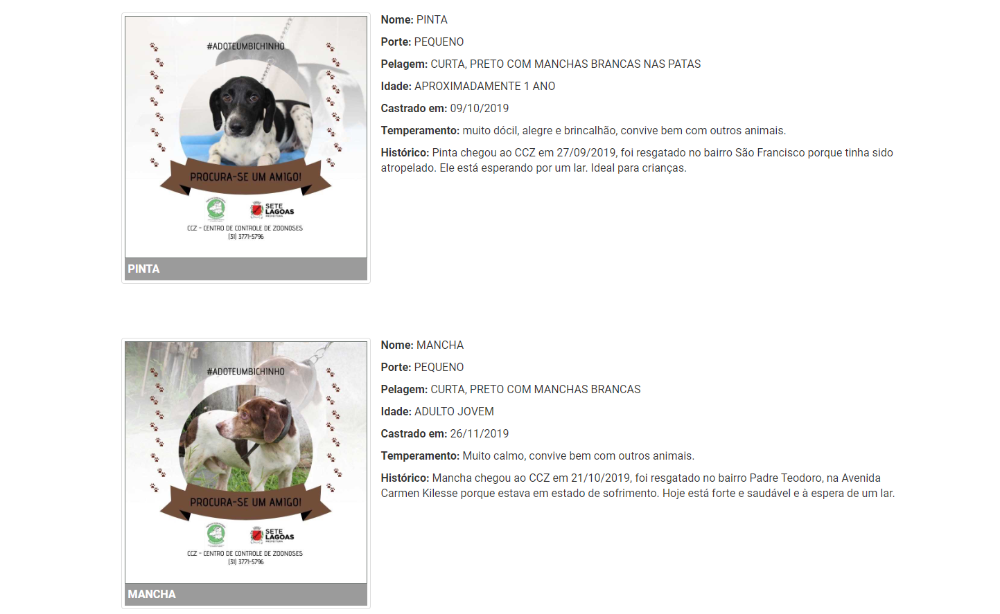 #ADOTEUMBICHINHO
PROCURA-SE UM AMIGO!
SETE
LAGOAS
PREFEITURA
CCZ - CENTRO DE CONTROLE DE ZOONOSES
(31) 3771-5796
PINTA
Nome: PINTA
Porte: PEQUENO
Pelagem: CURTA, PRETO COM MANCHAS BRANCAS NAS PATAS
Idade: APROXIMADAMENTE 1 ANO
Castrado em: 09/10/2019
Temperamento: muito dócil, alegre e brincalhão, convive bem com outros animais.
Histórico: Pinta chegou ao CCZ em 27/09/2019, foi resgatado no bairro São Francisco porque tinha sido
atropelado. Ele está esperando por um lar. Ideal para crianças.
#ADOTEUMBICHINHO
PROCURA-SE UM AMIGO!
SETE
LAGOAS
PREFEITURA
CCZ - CENTRO DE CONTROLE DE ZOONOSES
(31) 3771-5796
MANCHA
Nome: MANCHA
Porte: PEQUENO
Pelagem: CURTA, PRETO COM MANCHAS BRANCAS
Idade: ADULTO JOVEM
Castrado em: 26/11/2019
Temperamento: Muito calmo, convive bem com outros animais.
Histórico: Mancha chegou ao CCZ em 21/10/2019, foi resgatado no bairro Padre Teodoro, na Avenida
Carmen Kilesse porque estava em estado de sofrimento. Hoje está forte e saudável e à espera de um lar.